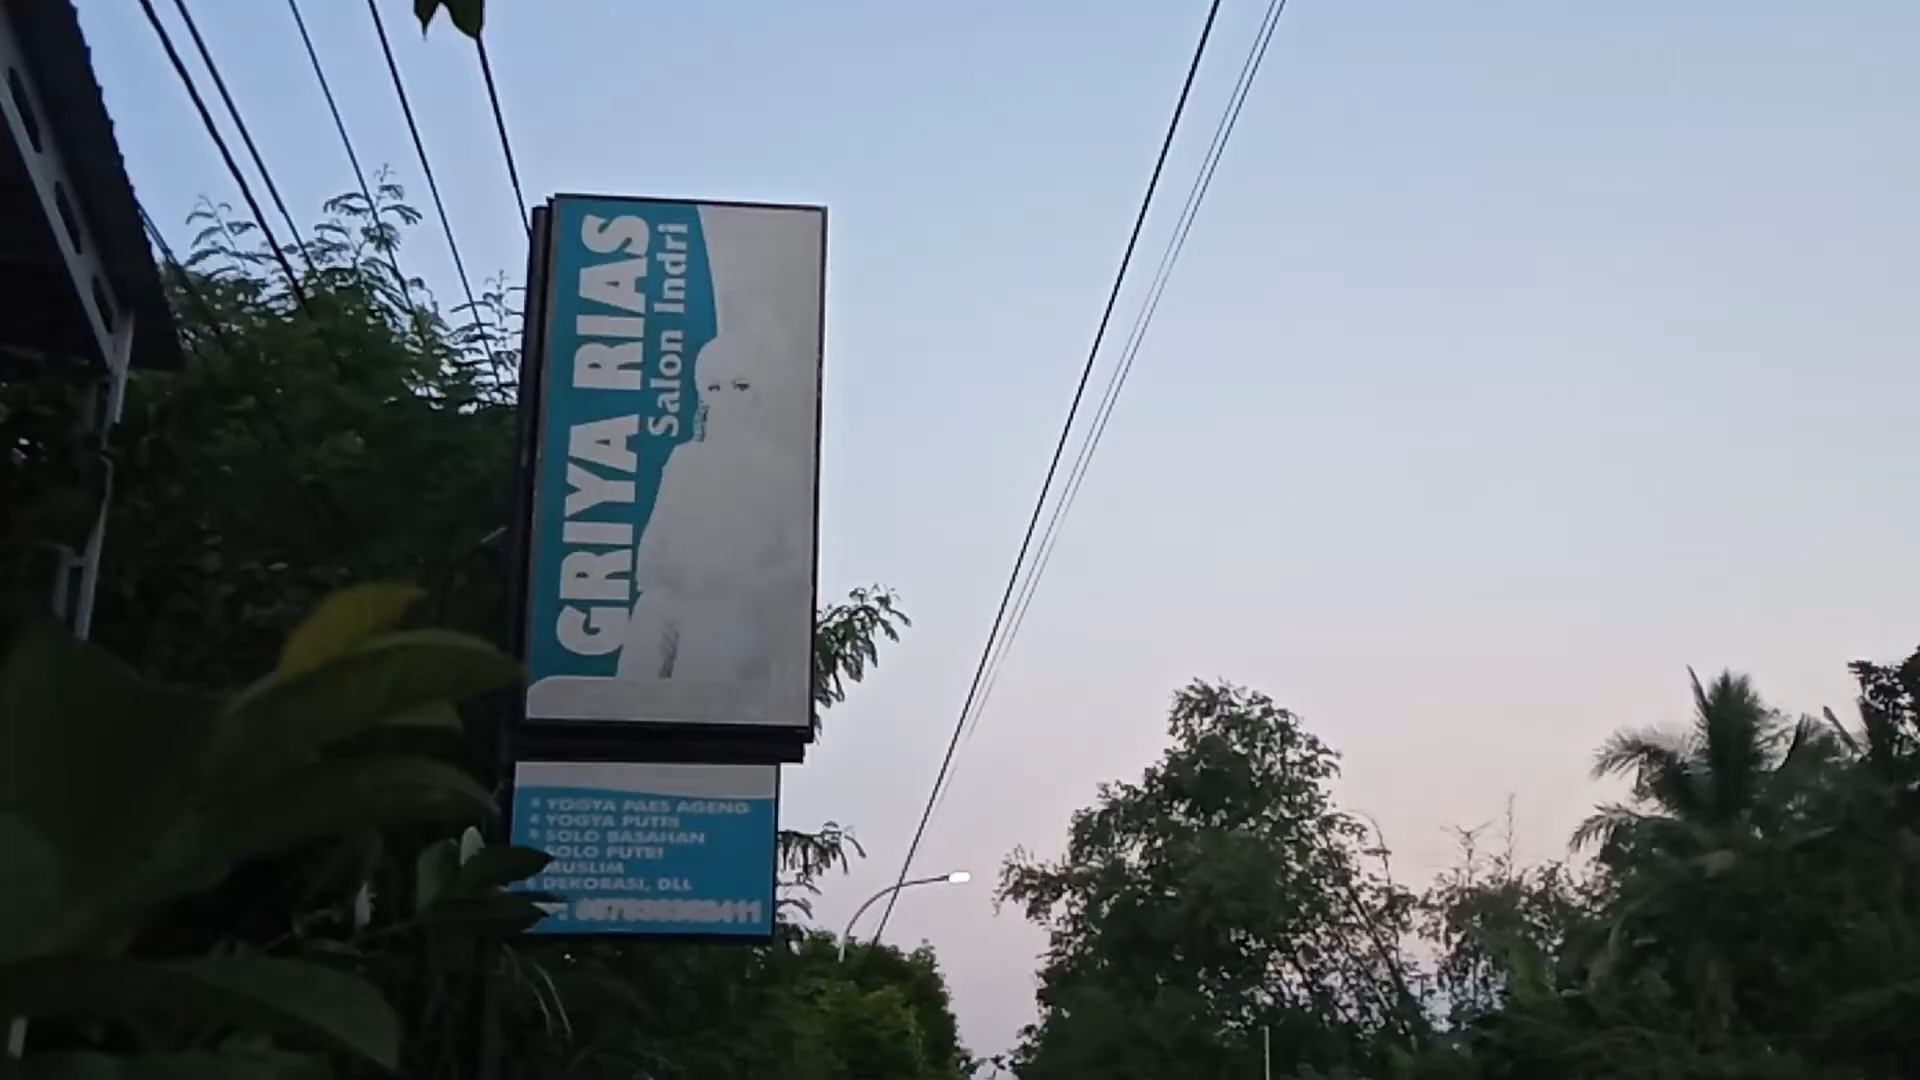 GRIYA RIAS
Salon Indri
YOGYA PAES AGENG
YOGYA PUTRI
SOLO BASAHAN
SOLO PUTRI
MUSLIM
DEKORASI, DLL